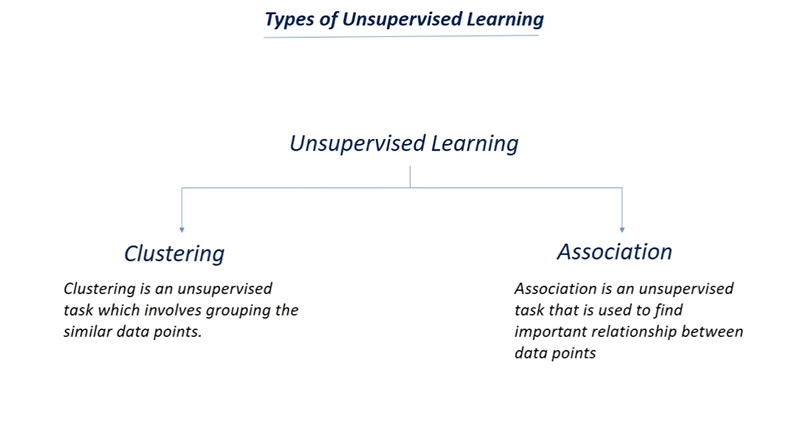 Types of Unsupervised Learning
Unsupervised Learning
Clustering
Clustering is an unsupervised
task which involves grouping the
similar data points.
Association
Association is an unsupervised
task that is used to find
important relationship between
data points